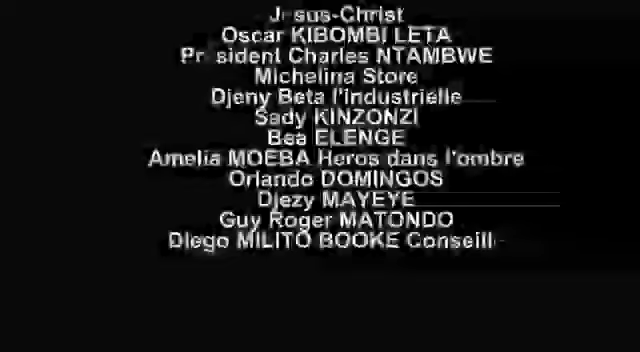 J sus-Christ
Oscar KIBOMBI LETA
Pr sident Charles NTAMBWE
Michelina Store
Djeny Beta l'industrielle
Sady KINZONZI
Bea ELENGE
Amelia MOEBA Heros dans l'ombre
Orlando DOMINGOS
Djezy MAYEYE
Guy Roger MATONDO
Diego MILITO BOOKE Conseill